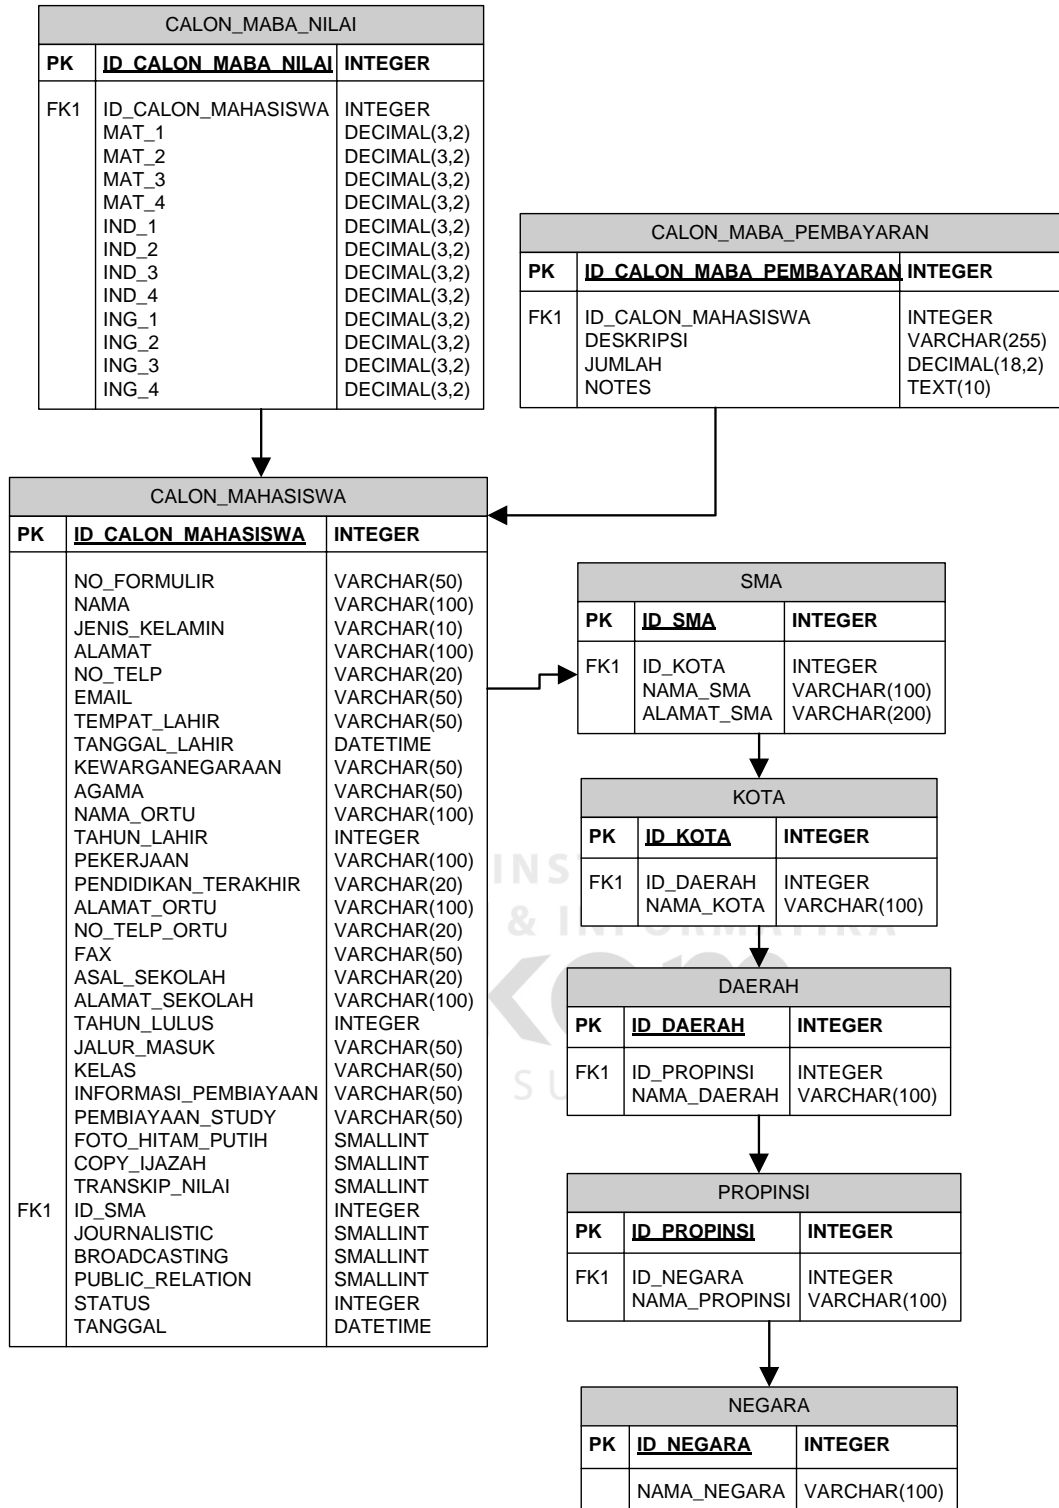 CALON_MABA_NILAI
PK ID_CALON_MABA_NILAI INTEGER
FK1 ID_CALON_MAHASISWA INTEGER
MAT_1 DECIMAL(3,2)
MAT_2 DECIMAL(3,2)
MAT_3 DECIMAL(3,2)
MAT_4 DECIMAL(3,2)
IND_1 DECIMAL(3,2)
IND_2 DECIMAL(3,2)
IND_3 DECIMAL(3,2)
IND_4 DECIMAL(3,2)
ING_1 DECIMAL(3,2)
ING_2 DECIMAL(3,2)
ING_3 DECIMAL(3,2)
ING_4 DECIMAL(3,2)
CALON_MABA_PEMBAYARAN
PK ID_CALON_MABA_PEMBAYARAN INTEGER
FK1 ID_CALON_MAHASISWA INTEGER
DESKRIPSI VARCHAR(255)
JUMLAH DECIMAL(18,2)
NOTES TEXT(10)
CALON_MAHASISWA
PK ID_CALON_MAHASISWA INTEGER
NO_FORMULIR VARCHAR(50)
NAMA VARCHAR(100)
JENIS_KELAMIN VARCHAR(10)
ALAMAT VARCHAR(100)
NO_TELP VARCHAR(20)
EMAIL VARCHAR(50)
TEMPAT_LAHIR VARCHAR(50)
TANGGAL_LAHIR DATETIME
KEWARGANEGARAAN VARCHAR(50)
AGAMA VARCHAR(50)
NAMA_ORTU VARCHAR(100)
TAHUN_LAHIR INTEGER
PEKERJAAN VARCHAR(100)
PENDIDIKAN_TERAKHIR VARCHAR(20)
ALAMAT_ORTU VARCHAR(100)
NO_TELP_ORTU VARCHAR(20)
FAX VARCHAR(50)
ASAL_SEKOLAH VARCHAR(20)
ALAMAT_SEKOLAH VARCHAR(100)
TAHUN_LULUS INTEGER
JALUR_MASUK VARCHAR(50)
KELAS VARCHAR(50)
INFORMASI_PEMBIAYAAN VARCHAR(50)
PEMBIAYAAN_STUDY VARCHAR(50)
FOTO_HITAM_PUTIH SMALLINT
COPY_IJAZAH SMALLINT
TRANSKIP_NILAI SMALLINT
FK1 ID_SMA INTEGER
JOURNALISTIC SMALLINT
BROADCASTING SMALLINT
PUBLIC_RELATION SMALLINT
STATUS INTEGER
TANGGAL DATETIME
SMA
PK ID_SMA INTEGER
FK1 ID_KOTA INTEGER
NAMA_SMA VARCHAR(100)
ALAMAT_SMA VARCHAR(200)
KOTA
PK ID_KOTA INTEGER
FK1 ID_DAERAH INTEGER
NAMA_KOTA VARCHAR(100)
DAERAH
PK ID_DAERAH INTEGER
FK1 ID_PROPINSI INTEGER
NAMA_DAERAH VARCHAR(100)
PROPINSI
PK ID_PROPINSI INTEGER
FK1 ID_NEGARA INTEGER
NAMA_PROPINSI VARCHAR(100)
NEGARA
PK ID_NEGARA INTEGER
NAMA_NEGARA VARCHAR(100)